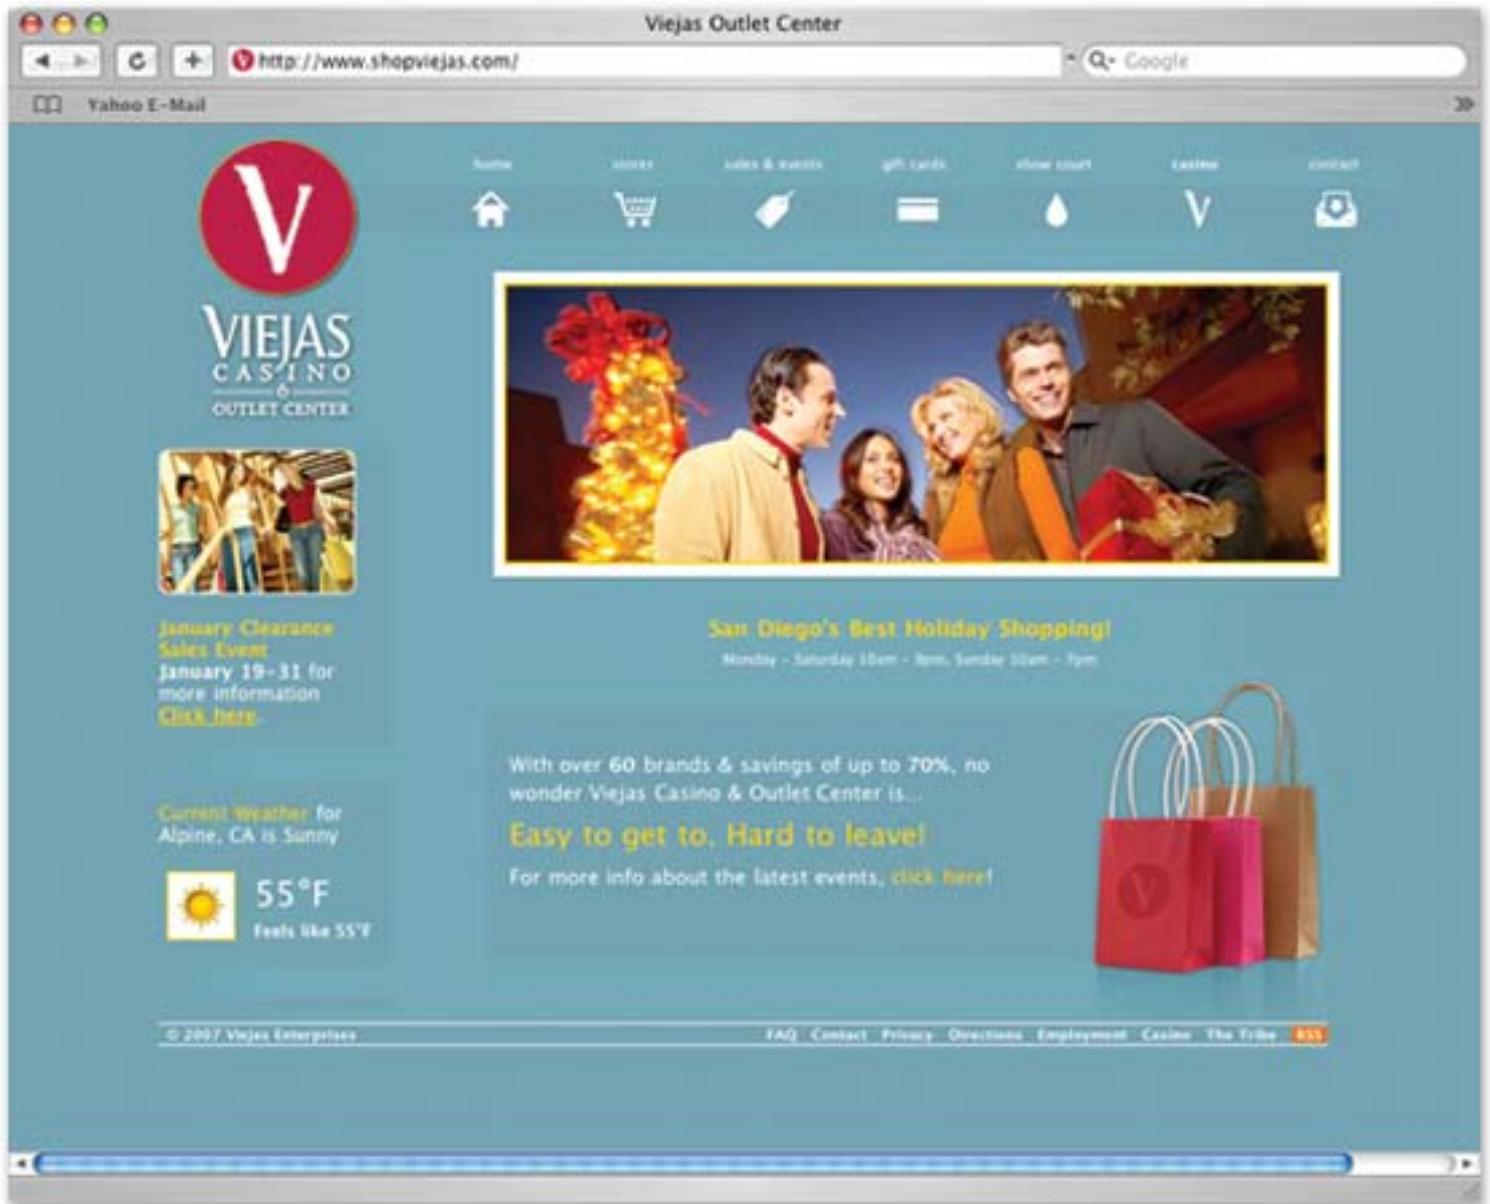 Viejas Outlet Center
http://www.shopviejas.com/
Google
Yahoo E-Mail
home stores sales & events gift cards show court casino contact
V
V
VIEJAS
CASINO
&
OUTLET CENTER
January Clearance
Sales Event
January 19-31 for
more information
Click here.
San Diego's Best Holiday Shopping!
Monday - Saturday 10am - 9pm, Sunday 10am - 7pm
With over 60 brands & savings of up to 70%, no
wonder Viejas Casino & Outlet Center is...
Easy to get to. Hard to leave!
For more info about the latest events, click here!
V
Current Weather for
Alpine, CA is Sunny
55°F
Feels like 55°F
© 2007 Viejas Enterprises
FAQ Contact Privacy Directions Employment Casino The Tribe RSS